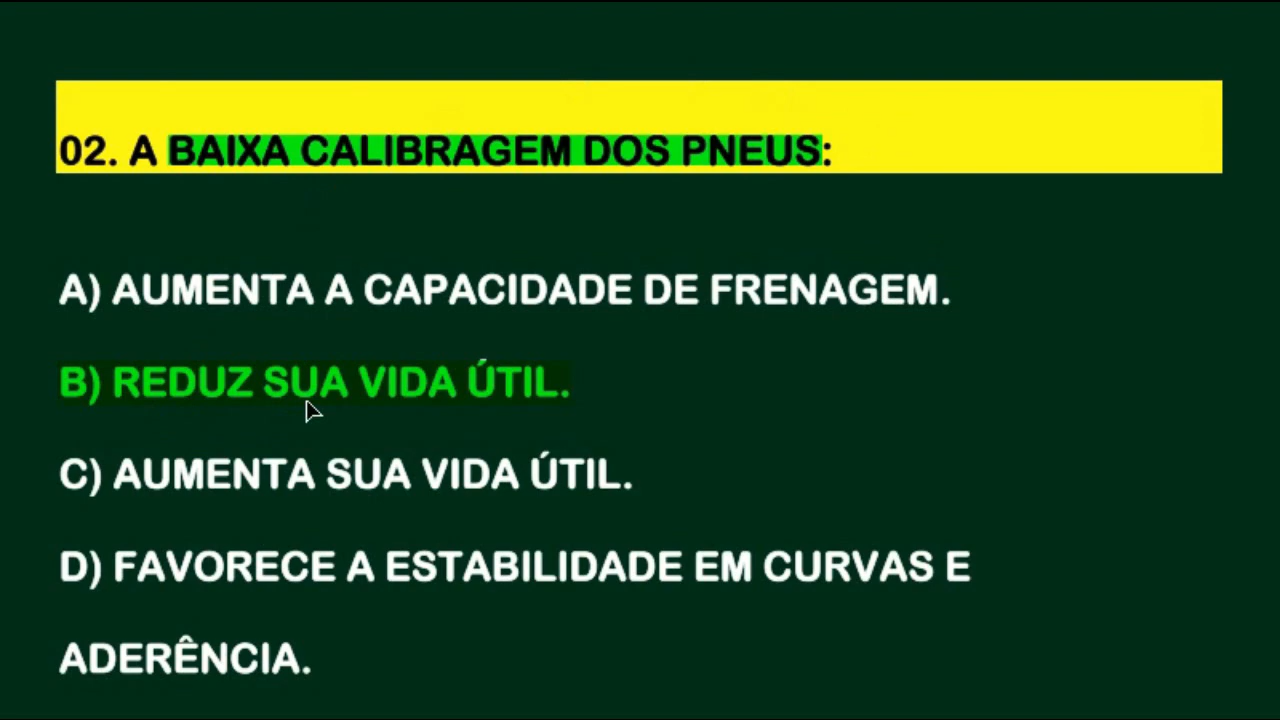 02. A BAIXA CALIBRAGEM DOS PNEUS:
A) AUMENTA A CAPACIDADE DE FRENAGEM.
B) REDUZ SUA VIDA ÚTIL.
C) AUMENTA SUA VIDA ÚTIL.
D) FAVORECE A ESTABILIDADE EM CURVAS E
ADERÊNCIA.